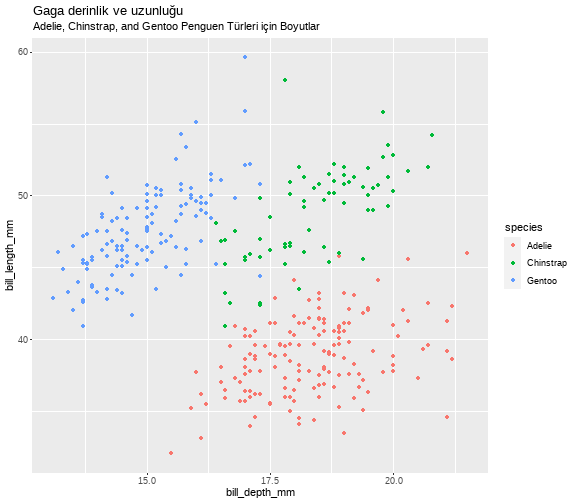 Gaga derinlik ve uzunluğu
Adelie, Chinstrap, and Gentoo Penguen Türleri için Boyutlar
60
50
40
bill_length_mm
15.0
17.5
20.0
bill_depth_mm
species
Adelie
Chinstrap
Gentoo